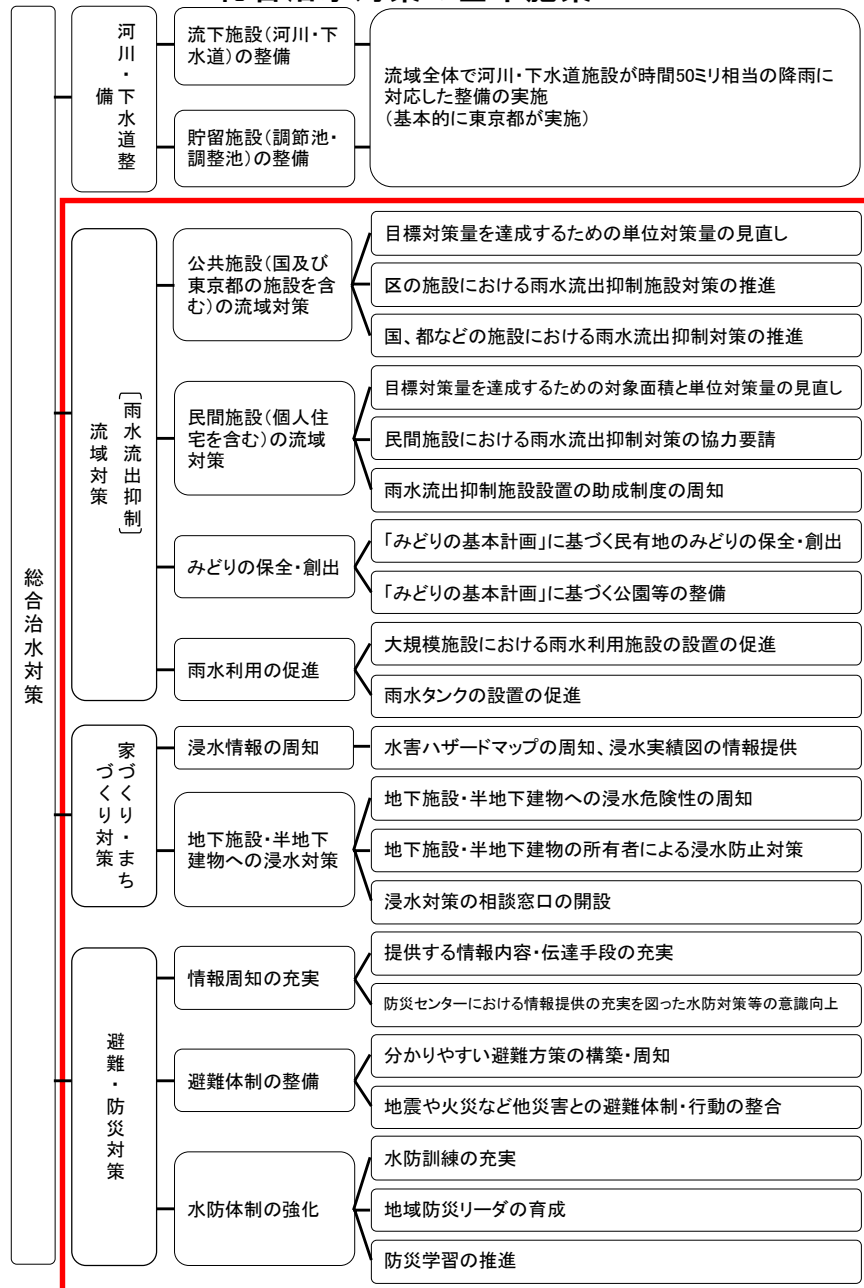 総合治水対策
河川・下水道整備
流下施設（河川・下
水道）の整備
貯留施設（調節池・
調整池）の整備
流域全体で河川・下水道施設が時間50ミリ相当の降雨に
対応した整備の実施
（基本的に東京都が実施）
流域対策
［雨水流出抑制］
公共施設（国及び
東京都の施設を含
む）の流域対策
目標対策量を達成するための単位対策量の見直し
区の施設における雨水流出抑制施設対策の推進
国、都などの施設における雨水流出抑制対策の推進
民間施設（個人住
宅を含む）の流域
対策
目標対策量を達成するための対象面積と単位対策量の見直し
民間施設における雨水流出抑制対策の協力要請
雨水流出抑制施設設置の助成制度の周知
みどりの保全・創出
「みどりの基本計画」に基づく民有地のみどりの保全・創出
「みどりの基本計画」に基づく公園等の整備
雨水利用の促進
大規模施設における雨水利用施設の設置の促進
雨水タンクの設置の促進
家づくり・まち
づくり対策
浸水情報の周知
水害ハザードマップの周知、浸水実績図の情報提供
地下施設・半地下
建物への浸水対策
地下施設・半地下建物への浸水危険性の周知
地下施設・半地下建物の所有者による浸水防止対策
浸水対策の相談窓口の開設
避難・防災対策
情報周知の充実
提供する情報内容・伝達手段の充実
防災センターにおける情報提供の充実を図った水防対策等の意識向上
避難体制の整備
分かりやすい避難方策の構築・周知
地震や火災など他災害との避難体制・行動の整合
水防体制の強化
水防訓練の充実
地域防災リーダの育成
防災学習の推進